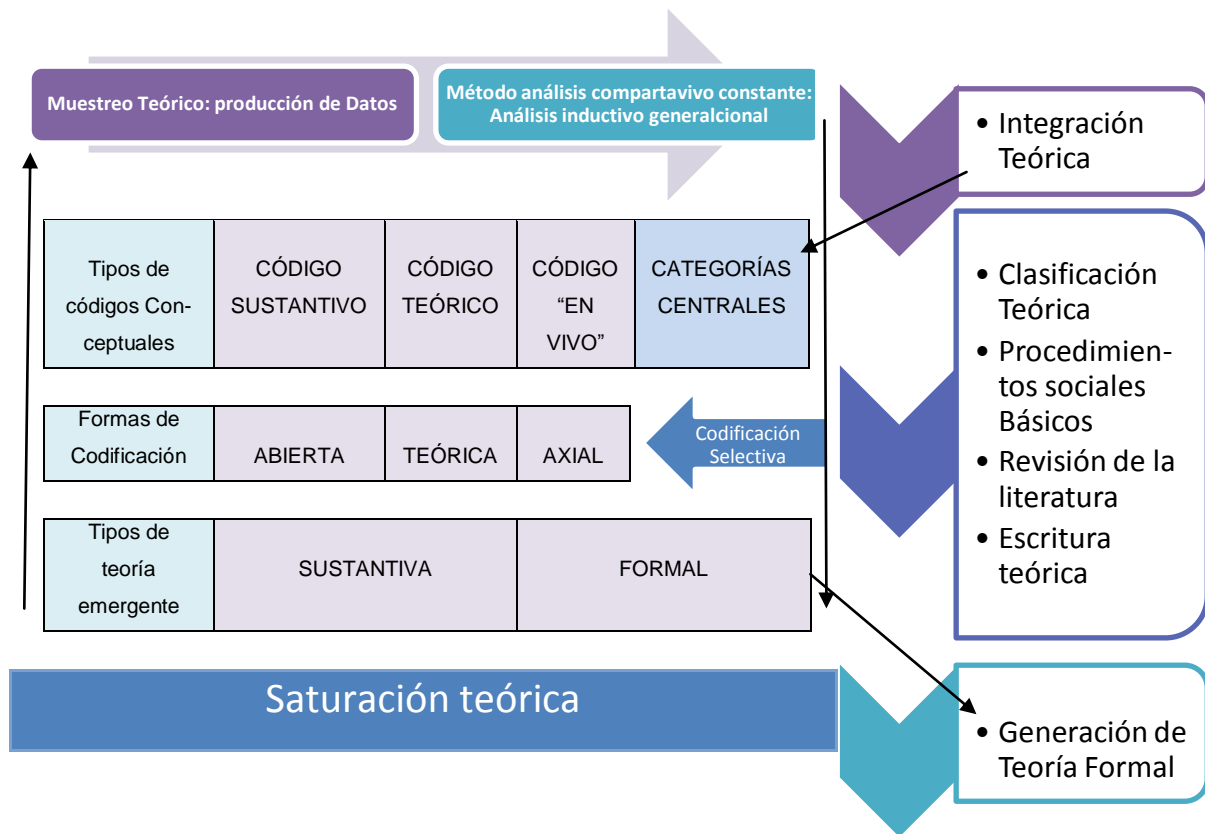 Muestreo Teórico: producción de Datos
Método análisis compartavivo constante:
Análisis inductivo generalcional
• Integración
Teórica
Tipos de
códigos Con-
ceptuales
CÓDIGO
SUSTANTIVO
CÓDIGO
TEÓRICO
CÓDIGO
“EN
VIVO”
CATEGORÍAS
CENTRALES
Formas de
Codificación
ABIERTA
TEÓRICA
AXIAL
Codificación
Selectiva
Tipos de
teoría
emergente
SUSTANTIVA
FORMAL
• Clasificación
Teórica
• Procedimien-
tos sociales
Básicos
• Revisión de la
literatura
• Escritura
teórica
Saturación teórica
• Generación de
Teoría Formal